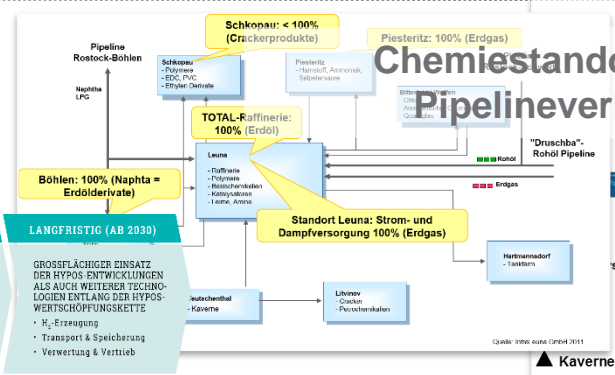 Schkopau: < 100%
(Crackerprodukte)
Piesteritz: 100% (Erdgas)
Chemiestando
Pipelinever
Pipeline
Rostock-Böhlen
Naphtha
LPG
Schkopau
- Polymere
- EDC, PVC
- Ethylen Derivate
Piesteritz
- Harnstoff, Ammoniak,
Salpetersäure
TOTAL-Raffinerie:
100% (Erdöl)
Leuna
- Raffinerie
- Polymere
- Basischemikalien
- Katalysatoren
- Leime, Amine
"Druschba"-
Rohöl Pipeline
Rohöl
Erdgas
Böhlen: 100% (Naphta =
Erdölderivate)
Standort Leuna: Strom- und
Dampfversorgung 100% (Erdgas)
LANGFRISTIG (AB 2030)
GROSSFLÄCHIGER EINSATZ
DER HYPOS-ENTWICKLUNGEN
ALS AUCH WEITERER TECHNO-
LOGIEN ENTLANG DER HYPOS-
WERTSCHÖPFUNGSKETTE
• H₂-Erzeugung
• Transport & Speicherung
• Verwertung & Vertrieb
Hartmannsdorf
- Tanklarm
Teutschenthal
- Kaverne
Litvinov
- Cracker
- Petrochemikalien
Quelle: InfraLeuna GmbH 2011
Kaverne